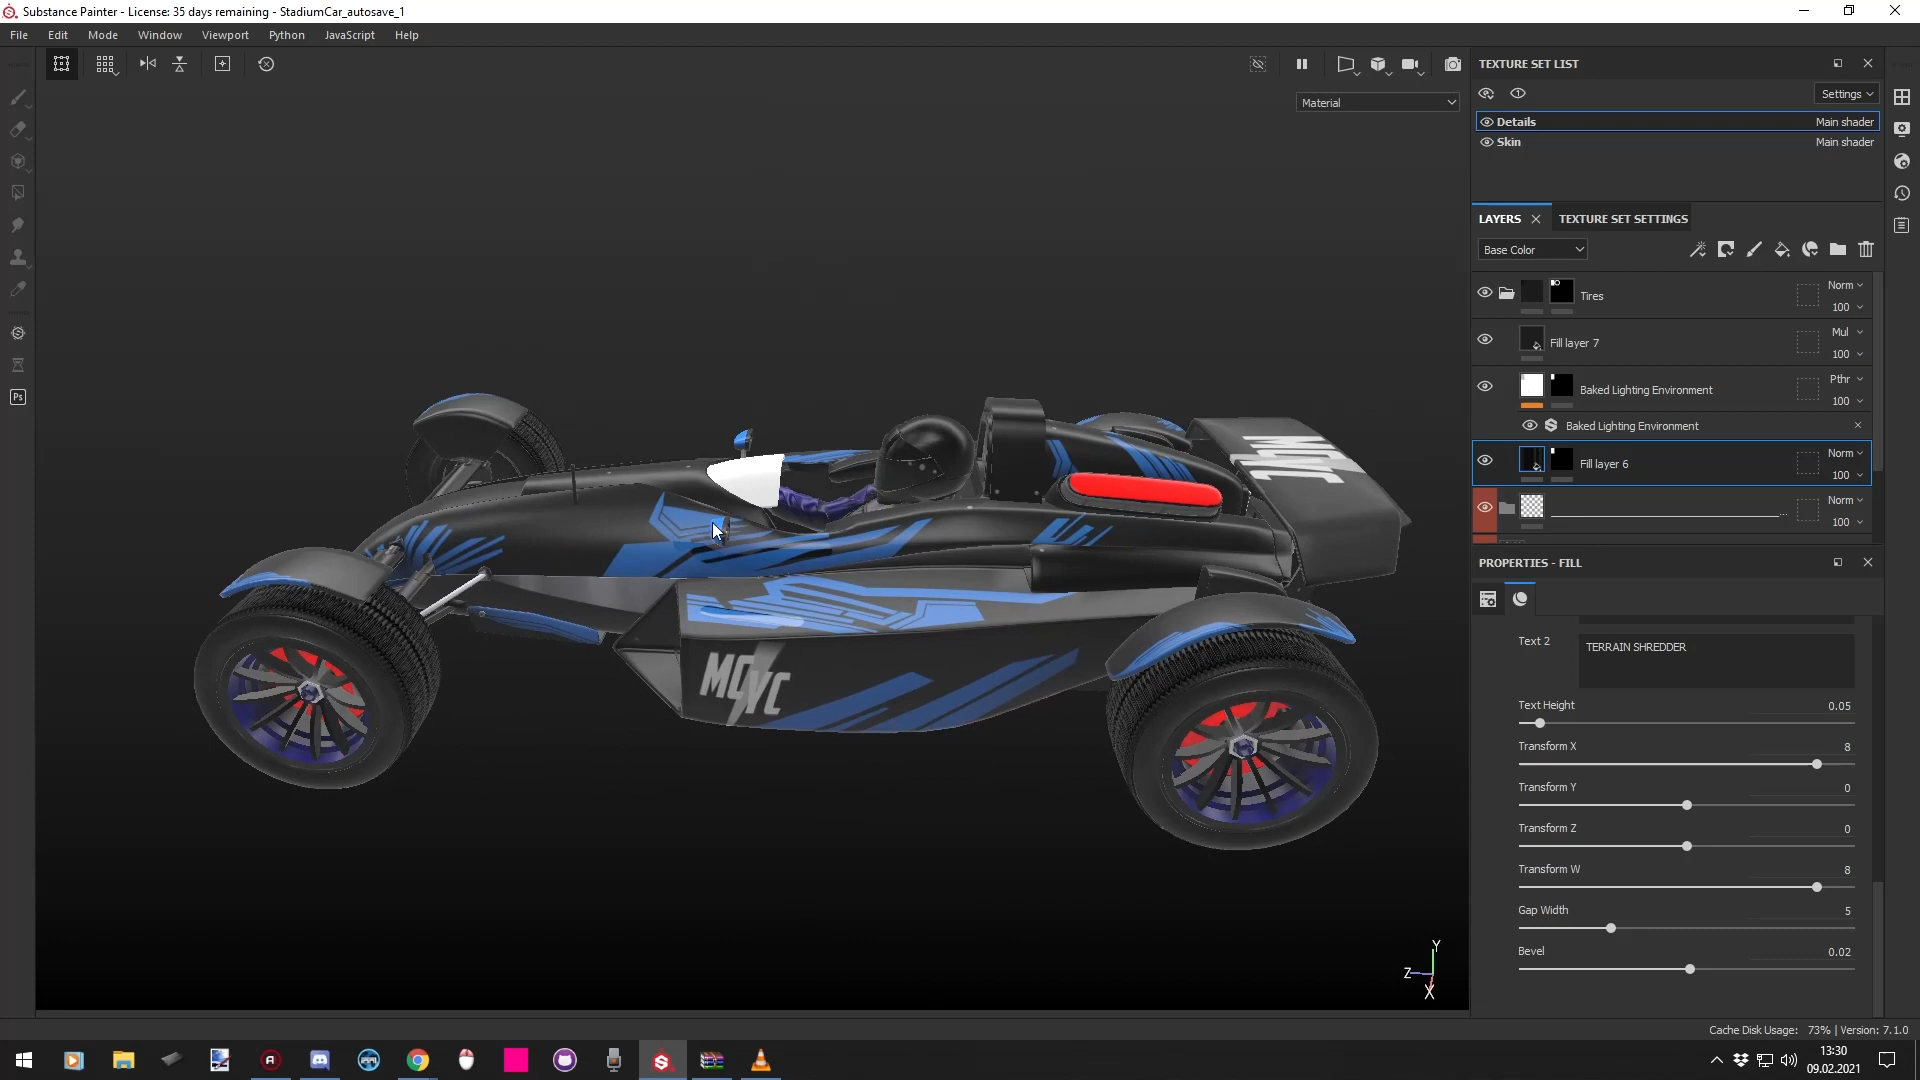 Substance Painter - License: 35 days remaining - StadiumCar_autosave_1
File Edit Mode Window Viewport Python JavaScript Help
Material
TEXTURE SET LIST
Settings
Details Main shader
Skin Main shader
LAYERS TEXTURE SET SETTINGS
Base Color
Tires Norm 100
Fill layer 7 Mul 100
Baked Lighting Environment Pthr 100
Baked Lighting Environment
Fill layer 6 Norm 100
Norm 100
PROPERTIES - FILL
Text 2 TERRAIN SHREDDER
Text Height 0.05
Transform X 8
Transform Y 0
Transform Z 0
Transform W 8
Gap Width 5
Bevel 0.02
MCYC
MCYC
Y
Z
X
Cache Disk Usage: 73% | Version: 7.1.0
Ps
13:30
09.02.2021